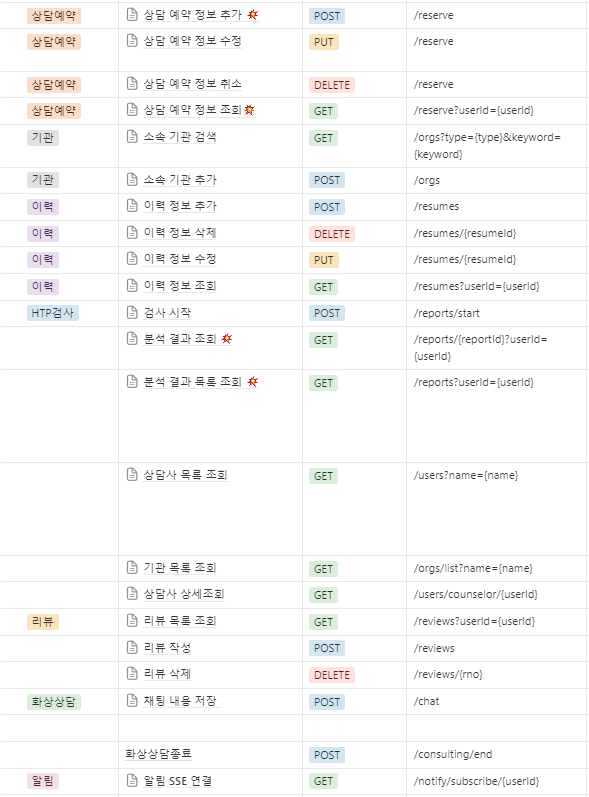 상담예약 상담 예약 정보 추가 💥 POST /reserve
상담예약 상담 예약 정보 수정 PUT /reserve
상담예약 상담 예약 정보 취소 DELETE /reserve
상담예약 상담 예약 정보 조회💥 GET /reserve?userId={userId}
기관 소속 기관 검색 GET /orgs?type={type}&keyword=
{keyword}
기관 소속 기관 추가 POST /orgs
이력 이력 정보 추가 POST /resumes
이력 이력 정보 삭제 DELETE /resumes/{resumeId}
이력 이력 정보 수정 PUT /resumes/{resumeId}
이력 이력 정보 조회 GET /resumes?userId={userId}
HTP검사 검사 시작 POST /reports/start
분석 결과 조회 💥 GET /reports/{reportId}?userId=
{userId}
분석 결과 목록 조회 💥 GET /reports?userId={userId}
상담사 목록 조회 GET /users?name={name}
기관 목록 조회 GET /orgs/list?name={name}
상담사 상세조회 GET /users/counselor/{userId}
리뷰 리뷰 목록 조회 GET /reviews?userId={userId}
리뷰 작성 POST /reviews
리뷰 삭제 DELETE /reviews/{rno}
화상상담 채팅 내용 저장 POST /chat
화상상담종료 POST /consulting/end
알림 알림 SSE 연결 GET /notify/subscribe/{userId}